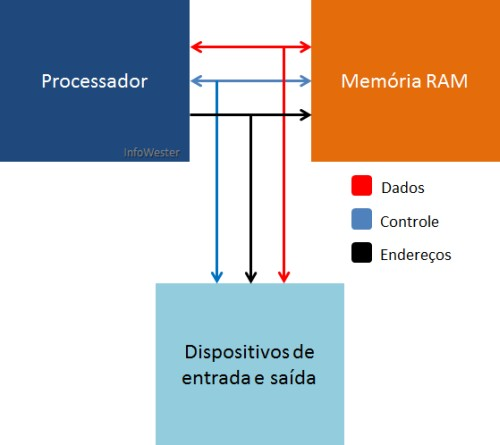 Processador
Memória RAM
InfoWester
Dados
Controle
Endereços
Dispositivos de
entrada e saída